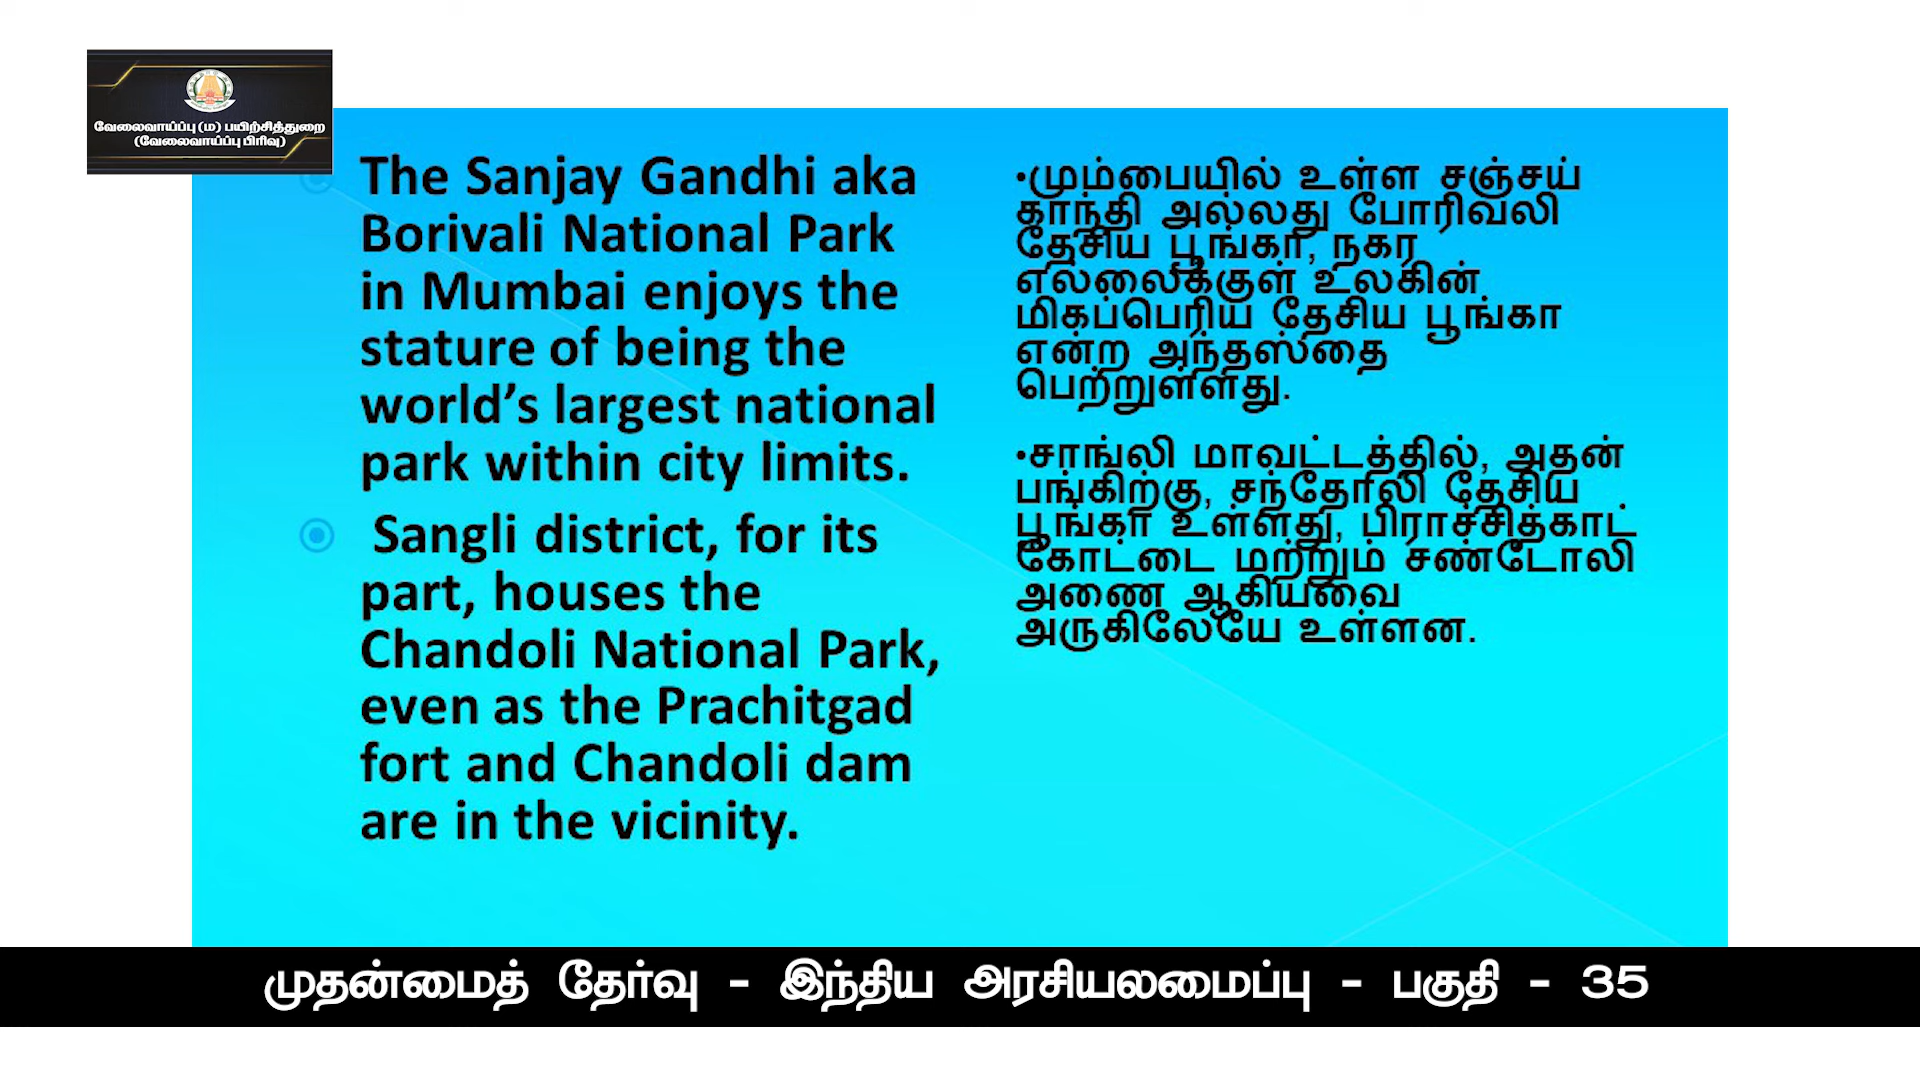 வேலைவாய்ப்பு (ம) பயிற்சித்துறை
(வேலைவாய்ப்பு பிரிவு)
The Sanjay Gandhi aka
Borivali National Park
in Mumbai enjoys the
stature of being the
world’s largest national
park within city limits.
Sangli district, for its
part, houses the
Chandoli National Park,
even as the Prachitgad
fort and Chandoli dam
are in the vicinity.
•மும்பையில் உள்ள சஞ்சய்
காந்தி அல்லது போரிவலி
தேசிய பூங்கா, நகர
எல்லைக்குள் உலகின்
மிகப்பெரிய தேசிய பூங்கா
என்ற அந்தஸ்தை
பெற்றுள்ளது.
•சாங்லி மாவட்டத்தில், அதன்
பங்கிற்கு, சந்தோலி தேசிய
பூங்கா உள்ளது, பிராச்சித்காட்
கோட்டை மற்றும் சண்டோலி
அணை ஆகியவை
அருகிலேயே உள்ளன.
முதன்மைத் தேர்வு - இந்திய அரசியலமைப்பு - பகுதி - 35